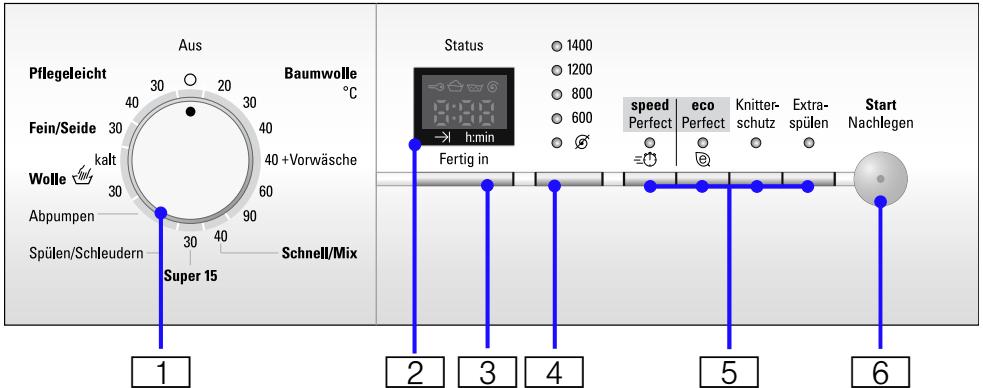 Aus
Pflegeleicht
Baumwolle
°C
30
20
40
30
Fein/Seide
30
40
kalt
40 +Vorwäsche
Wolle
30
60
Abpumpen
90
Spülen/Schleudern
30
40
Schnell/Mix
Super 15
Status
8:88
h:min
Fertig in
1400
1200
800
600
speed
Perfect
eco
Perfect
e
Knitter-
schutz
Extra-
spülen
Start
Nachlegen
1
2
3
4
5
6